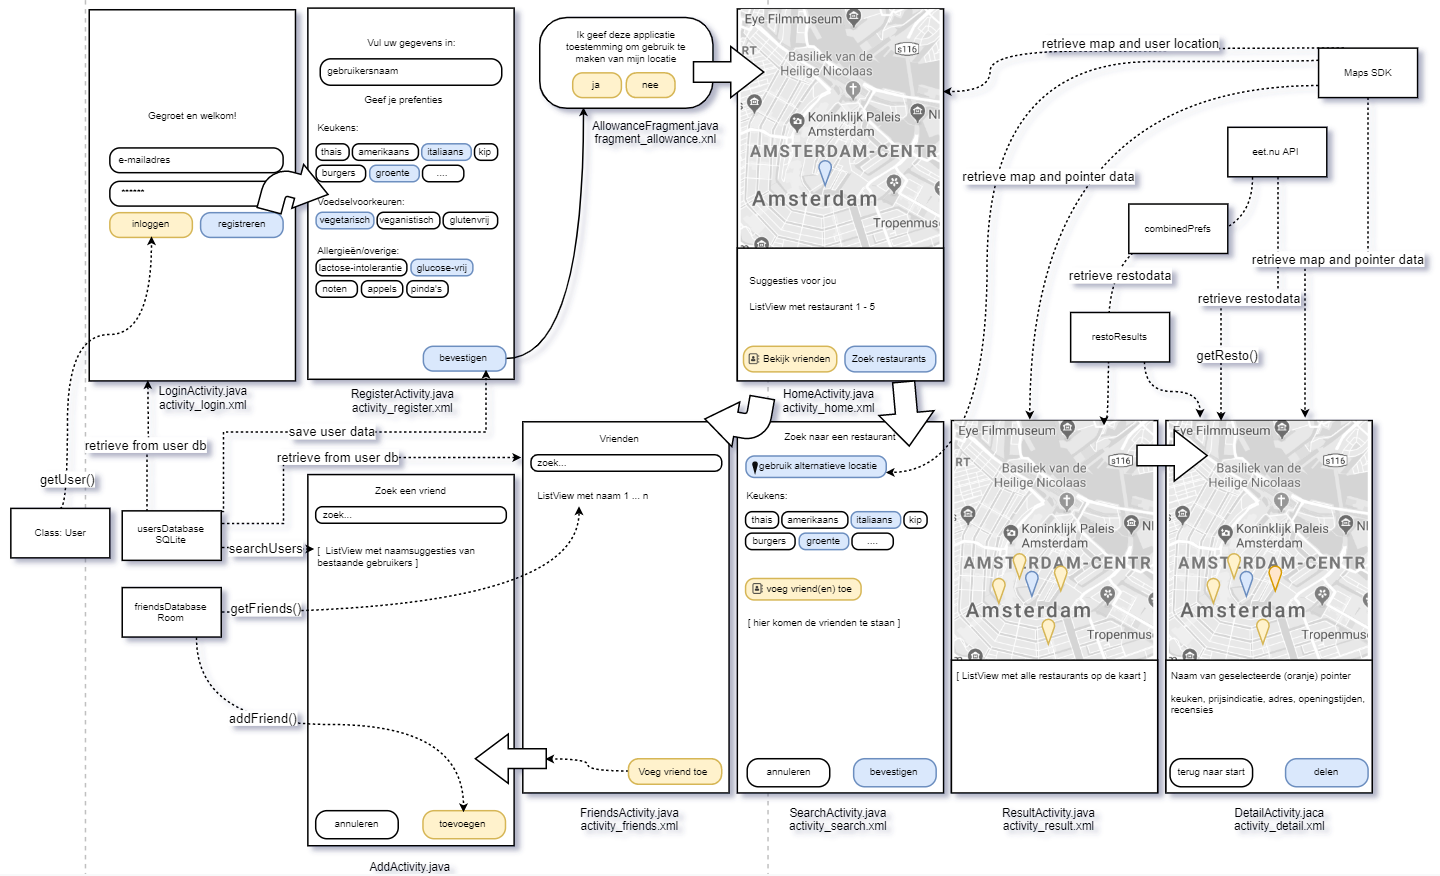 Gegroet en welkom!
e-mailadres
******
inloggen
registreren
LoginActivity.java
activity_login.xml
Vul uw gegevens in:
gebruikersnaam
Geef je prefenties
Keukens:
thais
amerikaans
italiaans
kip
burgers
groente
....
Voedselvoorkeuren:
vegetarisch
veganistisch
glutenvrij
Allergieën/overige:
lactose-intolerantie
glucose-vrij
noten
appels
pinda's
bevestigen
RegisterActivity.java
activity_register.xml
Ik geef deze applicatie
toestemming om gebruik te
maken van mijn locatie
ja
nee
AllowanceFragment.java
fragment_allowance.xnl
Eye Filmmuseum
RT
s116
Basiliek van de
Heilige Nicolaas
Koninklijk Paleis
Amsterdam
NI
AMSTERDAM-CENTR
Amsterdam
Tropenmuse
Suggesties voor jou
ListView met restaurant 1 - 5
Bekijk vrienden
Zoek restaurants
HomeActivity.java
activity_home.xml
retrieve map and user location
Maps SDK
eet.nu API
retrieve map and pointer data
combinedPrefs
retrieve restodata
retrieve map and pointer data
retrieve restodata
restoResults
getResto()
retrieve from user db
save user data
retrieve from user db
getUser()
Class: User
usersDatabase
SQLite
searchUsers
friendsDatabase
Room
getFriends()
addFriend()
Zoek een vriend
zoek...
[ ListView met naamsuggesties van
bestaande gebruikers ]
annuleren
toevoegen
AddActivity.java
Vrienden
zoek...
ListView met naam 1 ... n
Voeg vriend toe
FriendsActivity.java
activity_friends.xml
Zoek naar een restaurant
gebruik alternatieve locatie
Keukens:
thais
amerikaans
italiaans
kip
burgers
groente
....
voeg vriend(en) toe
[ hier komen de vrienden te staan ]
annuleren
bevestigen
SearchActivity.java
activity_search.xml
Eye Filmmuseum
RT
s116
Basiliek van de
Heilige Nicolaas
Koninklijk Paleis
Amsterdam
NI
AMSTERDAM-CENTR
Amsterdam
Tropenmus
[ ListView met alle restaurants op de kaart ]
ResultActivity.java
activity_result.xml
Eye Filmmuseum
RT
s116
Basiliek van de
Heilige Nicolaas
Koninklijk Paleis
Amsterdam
NI
AMSTERDAM-CENTR
Amsterdam
Tropenmus
Naam van geselecteerde (oranje) pointer
keuken, prijsindicatie, adres, openingstijden,
recensies
terug naar start
delen
DetailActivity.jaca
activity_detail.xml